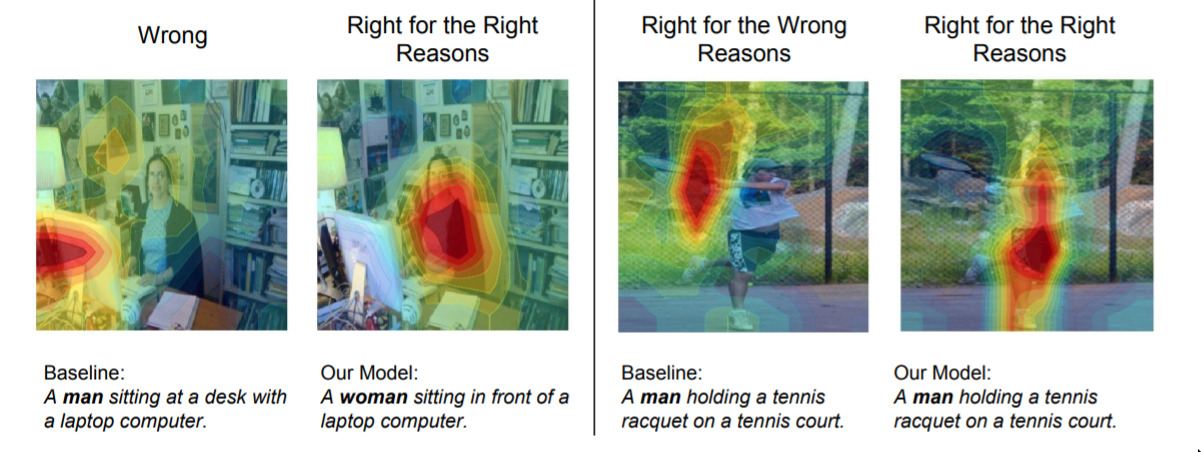 Wrong
Right for the Right
Reasons
Right for the Wrong
Reasons
Right for the Right
Reasons
Baseline:
A man sitting at a desk with
a laptop computer.
Our Model:
A woman sitting in front of a
laptop computer.
Baseline:
A man holding a tennis
racquet on a tennis court.
Our Model:
A man holding a tennis
racquet on a tennis court.